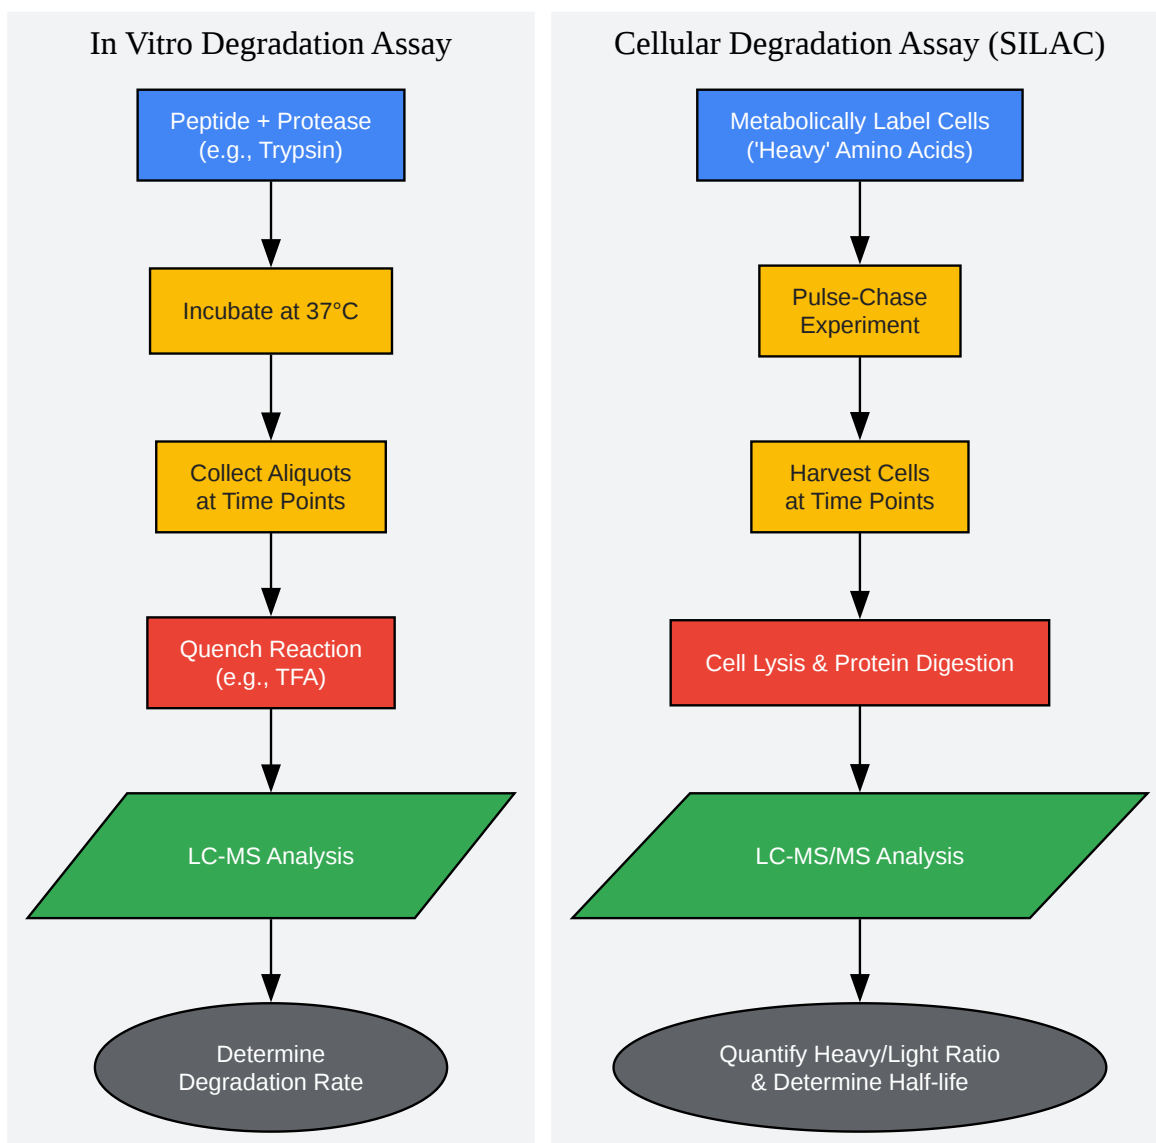 In Vitro Degradation Assay
Peptide + Protease
(e.g., Trypsin)
Incubate at 37°C
Collect Aliquots
at Time Points
Quench Reaction
(e.g., TFA)
LC-MS Analysis
Determine
Degradation Rate
Cellular Degradation Assay (SILAC)
Metabolically Label Cells
('Heavy' Amino Acids)
Pulse-Chase
Experiment
Harvest Cells
at Time Points
Cell Lysis & Protein Digestion
LC-MS/MS Analysis
Quantify Heavy/Light Ratio
& Determine Half-life